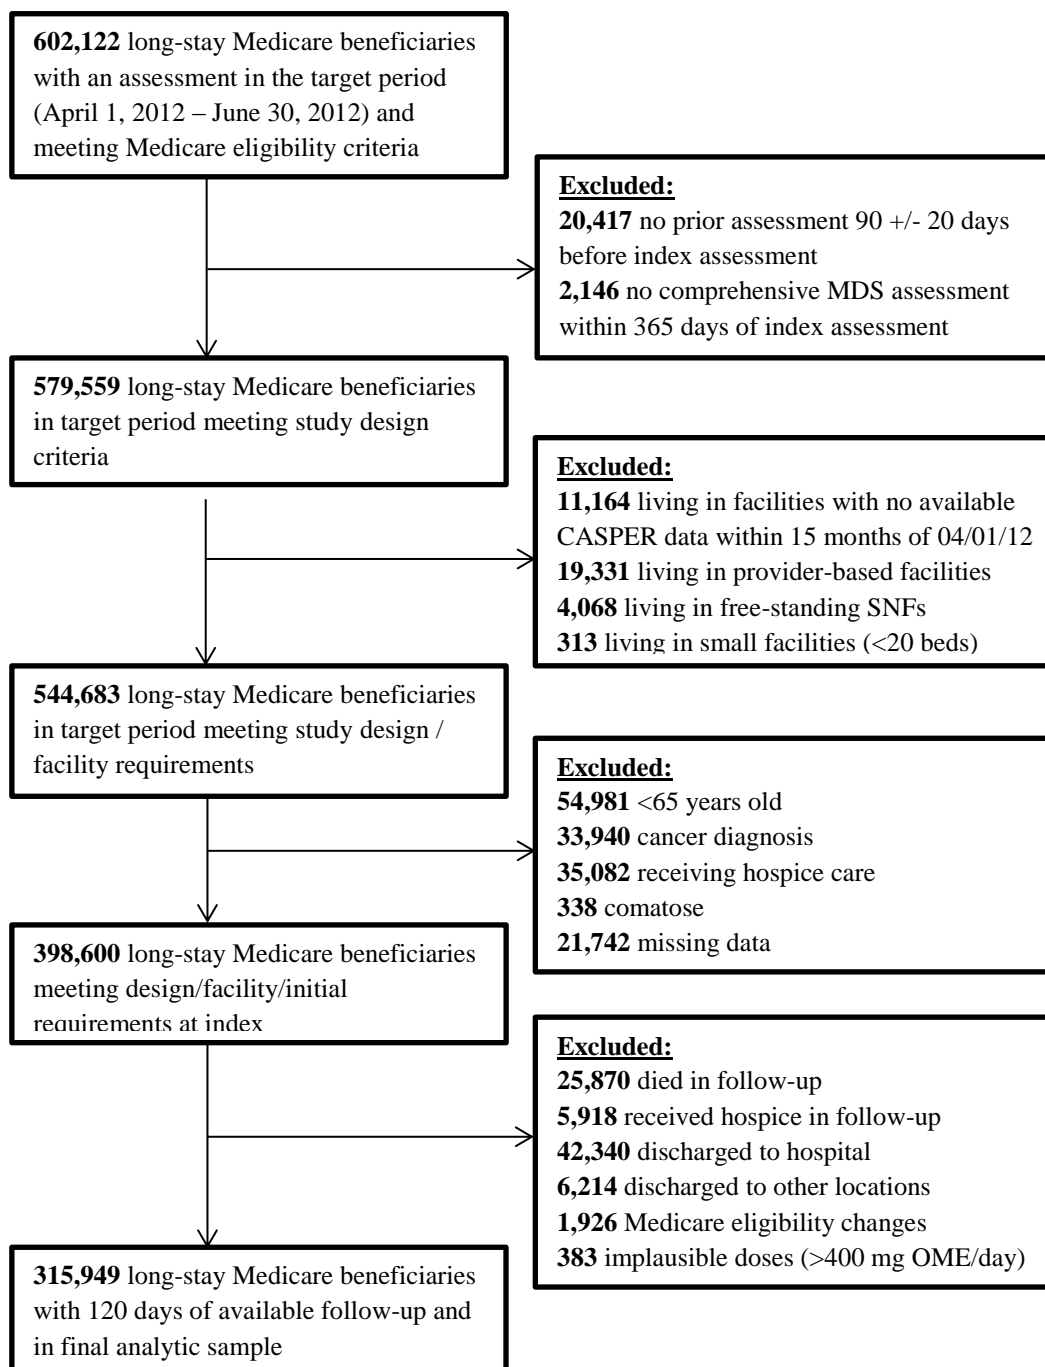 602,122 long-stay Medicare beneficiaries
with an assessment in the target period
(April 1, 2012 – June 30, 2012) and
meeting Medicare eligibility criteria
Excluded:
20,417 no prior assessment 90 +/- 20 days
before index assessment
2,146 no comprehensive MDS assessment
within 365 days of index assessment
579,559 long-stay Medicare beneficiaries
in target period meeting study design
criteria
Excluded:
11,164 living in facilities with no available
CASPER data within 15 months of 04/01/12
19,331 living in provider-based facilities
4,068 living in free-standing SNFs
313 living in small facilities (<20 beds)
544,683 long-stay Medicare beneficiaries
in target period meeting study design /
facility requirements
Excluded:
54,981 <65 years old
33,940 cancer diagnosis
35,082 receiving hospice care
338 comatose
21,742 missing data
398,600 long-stay Medicare beneficiaries
meeting design/facility/initial
requirements at index
Excluded:
25,870 died in follow-up
5,918 received hospice in follow-up
42,340 discharged to hospital
6,214 discharged to other locations
1,926 Medicare eligibility changes
383 implausible doses (>400 mg OME/day)
315,949 long-stay Medicare beneficiaries
with 120 days of available follow-up and
in final analytic sample